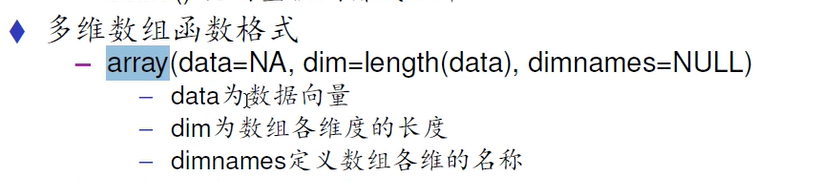 多维数组函数格式
– array(data=NA, dim=length(data), dimnames=NULL)
– data为数据向量
– dim为数组各维度的长度
– dimnames定义数组各维的名称